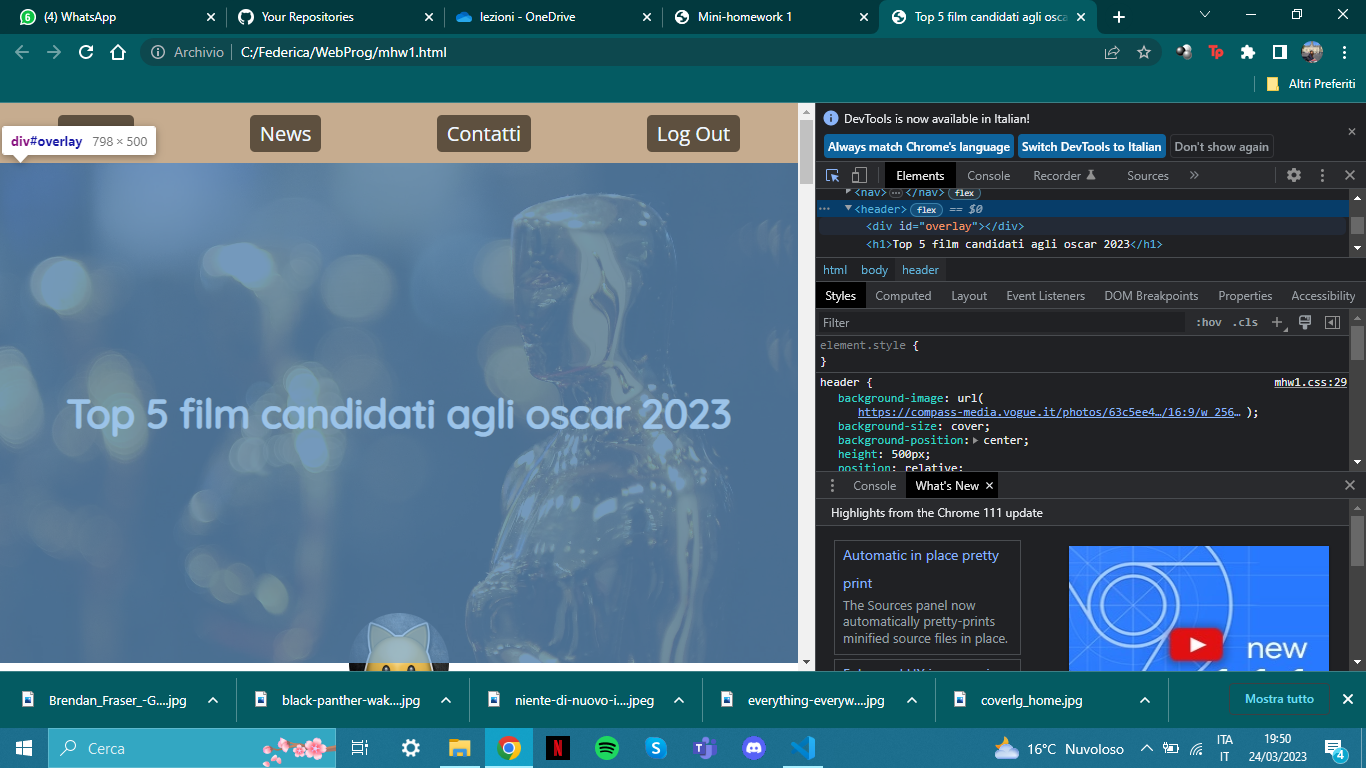 6
(4) WhatsApp
Your Repositories
lezioni - OneDrive
Mini-homework 1
Top 5 film candidati agli osca
Archivio
C:/Federica/WebProg/mhw1.html
Tp
Altri Preferiti
News
Contatti
Log Out
div#overlay 798 × 500
Top 5 film candidati agli oscar 2023
DevTools is now available in Italian!
Always match Chrome's language
Switch DevTools to Italian
Don't show again
Elements
Console
Recorder
Sources
<nav> … </nav> flex
<header> flex == $0
<div id="overlay"></div>
<h1>Top 5 film candidati agli oscar 2023</h1>
html
body
header
Styles
Computed
Layout
Event Listeners
DOM Breakpoints
Properties
Accessibility
Filter
:hov
.cls
element.style {
}
header {
mhw1.css:29
background-image: url(
https://compass-media.vogue.it/photos/63c5ee4…/16:9/w_256… );
background-size: cover;
background-position: center;
height: 500px;
position: relative;
Console
What's New
Highlights from the Chrome 111 update
Automatic in place pretty
print
The Sources panel now
automatically pretty-prints
minified source files in place.
new
Brendan_Fraser_-G....jpg
black-panther-wak....jpg
niente-di-nuovo-i....jpeg
everything-everyw....jpg
coverlg_home.jpg
Mostra tutto
Cerca
N
S
16°C Nuvoloso
ITA
IT
19:50
24/03/2023
4